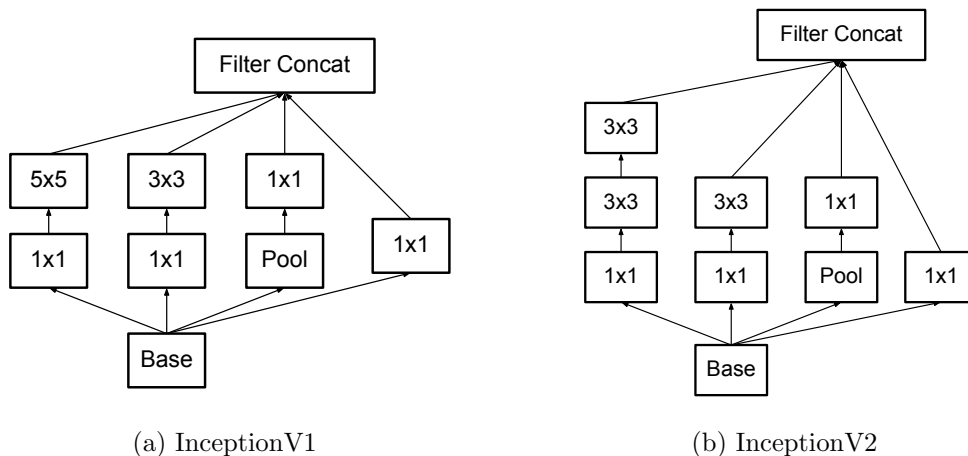 Filter Concat
5x5
3x3
1x1
1x1
1x1
Pool
1x1
Base
(a) InceptionV1
Filter Concat
3x3
3x3
3x3
1x1
1x1
1x1
Pool
1x1
Base
(b) InceptionV2